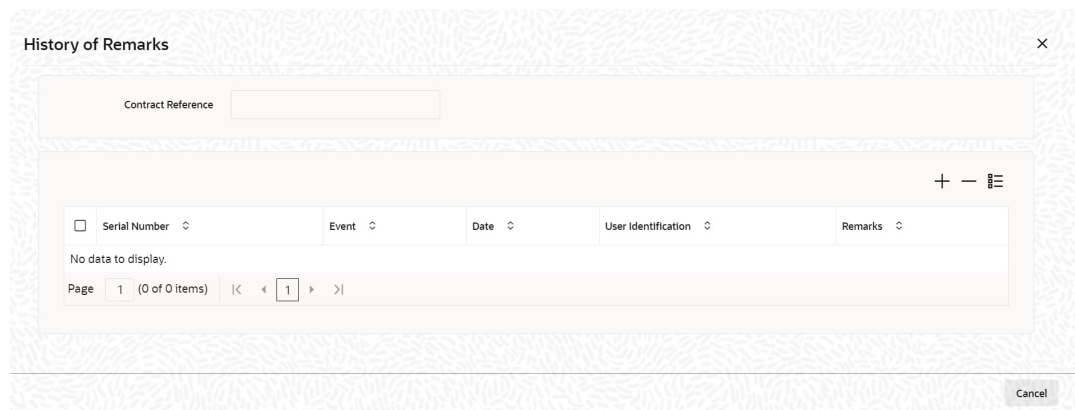 History of Remarks
Contract Reference
Serial Number Event Date User Identification Remarks
No data to display.
Page 1 (0 of 0 items) 1
Cancel